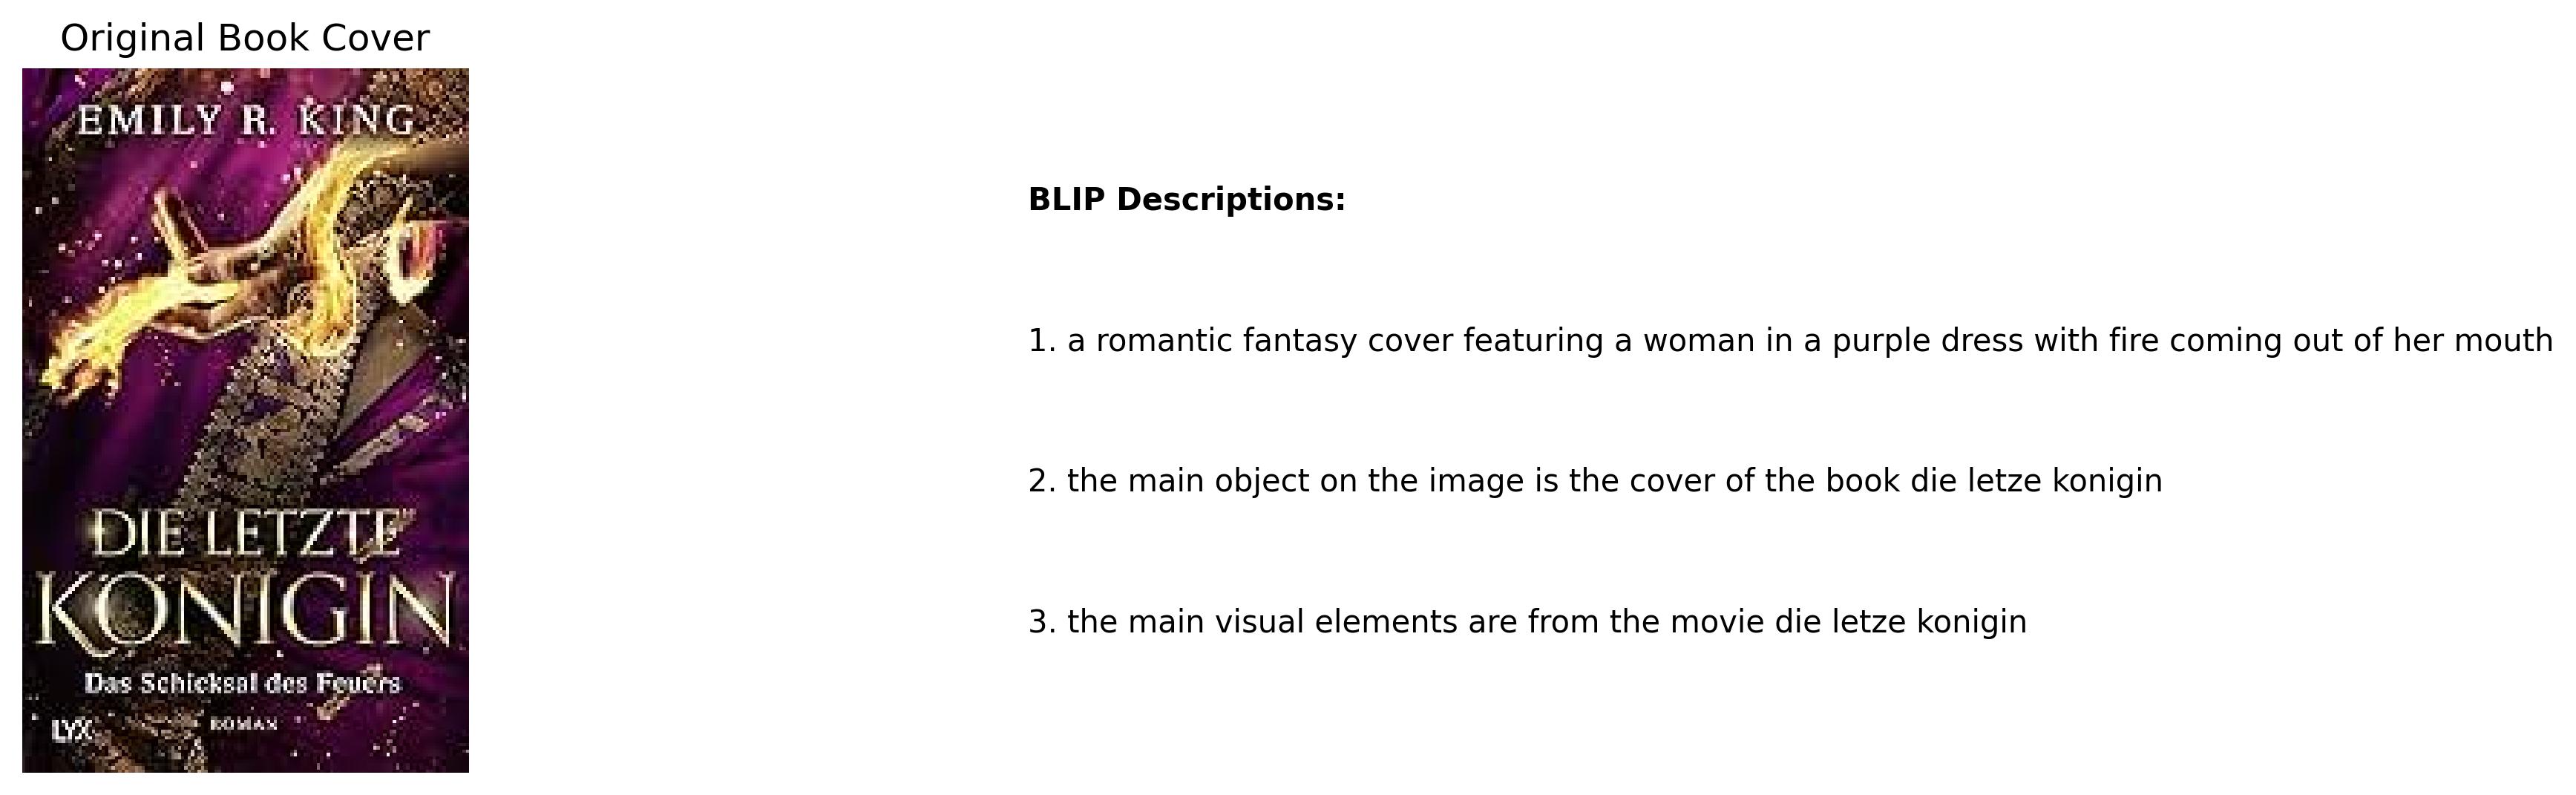 Original Book Cover
EMILY R. KING
DIE LETZTE
KÖNIGIN
Das Schicksal des Feuers
LYX
ROMAN
BLIP Descriptions:
1. a romantic fantasy cover featuring a woman in a purple dress with fire coming out of her mouth
2. the main object on the image is the cover of the book die letze konigin
3. the main visual elements are from the movie die letze konigin